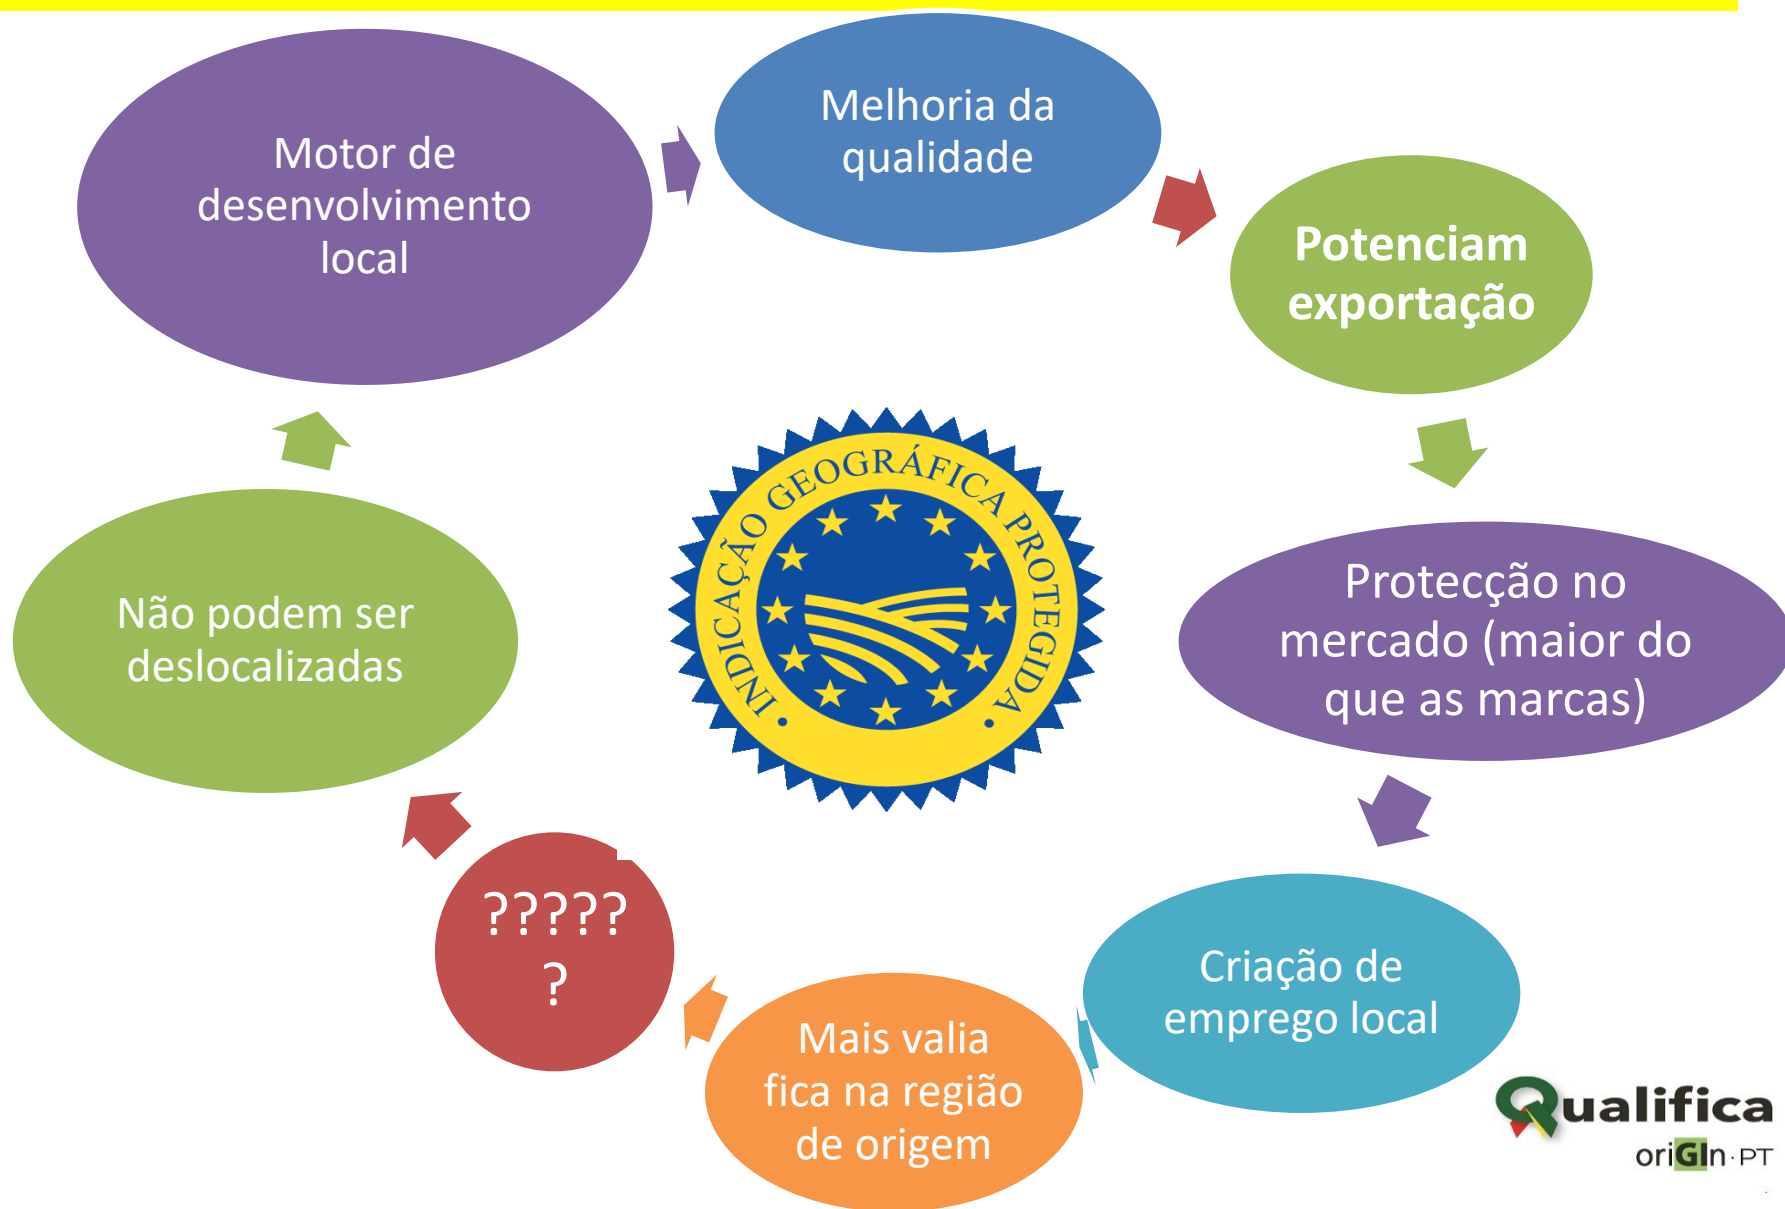 Melhoria da
qualidade
Potenciam
exportação
Protecção no
mercado (maior do
que as marcas)
Criação de
emprego local
Mais valia
fica na região
de origem
?????
?
Não podem ser
deslocalizadas
Motor de
desenvolvimento
local
INDICAÇÃO GEOGRÁFICA PROTEGIDA
Qualifica
oriGIn·PT